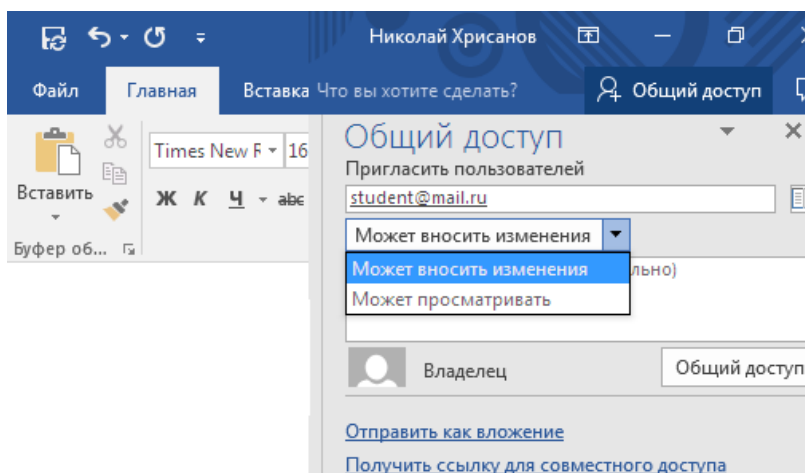 Николай Хрисанов
Файл Главная Вставка Что вы хотите сделать? Общий доступ
Вставить
Буфер об...
Times New R 16
Ж К Ч abc
Общий доступ
Пригласить пользователей
student@mail.ru
Может вносить изменения
Может вносить изменения
Может просматривать
Владелец
Общий доступ
Отправить как вложение
Получить ссылку для совместного доступа